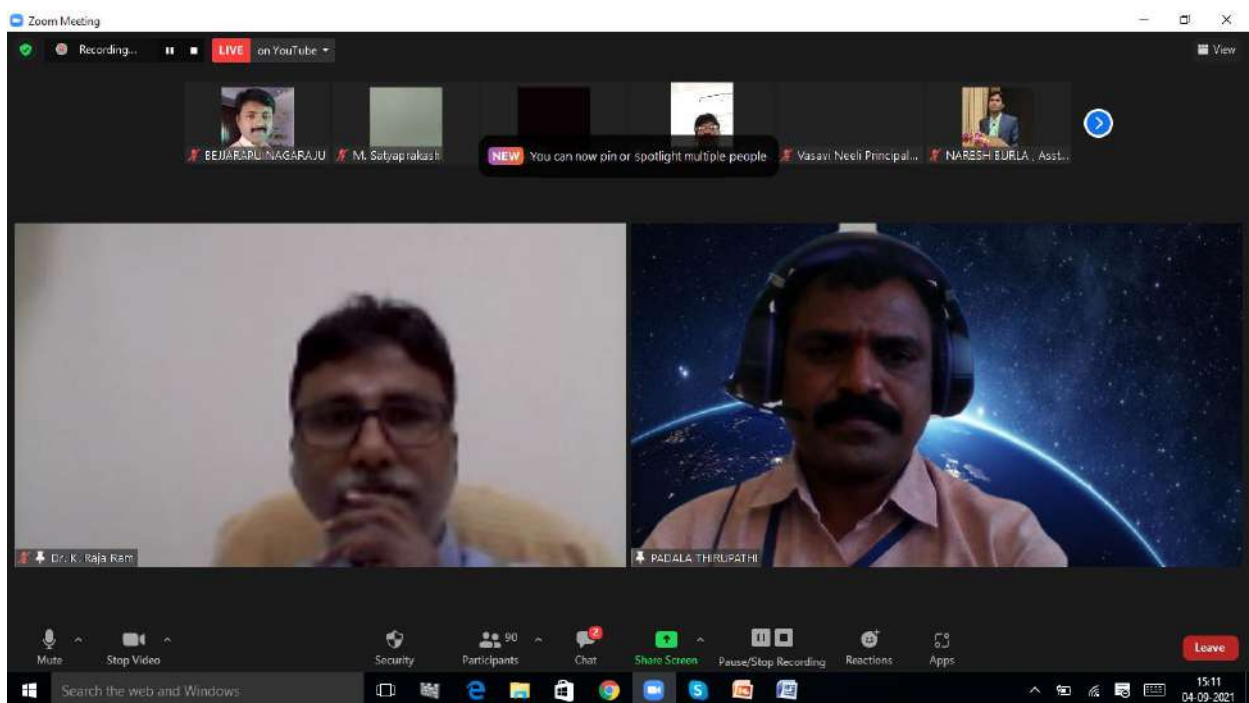 Zoom Meeting
Recording...
LIVE on YouTube
View
BEJJARAPU NAGARAJU
M. Satyaprakash
NEW You can now pin or spotlight multiple people
Vasavi Neeli Principal...
NARESH BURLA , Asst...
Dr. K. Raja Ram
PADALA THIRUPATHI
90
2
Mute
Stop Video
Security
Participants
Chat
Share Screen
Pause/Stop Recording
Reactions
Apps
Leave
Search the web and Windows
15:11
04-09-2021